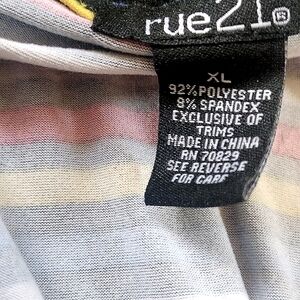 rue21®
XL
92%POLYESTER
8% SPANDEX
EXCLUSIVE OF
TRIMS
MADE IN CHINA
RN 70829
SEE REVERSE
FOR CARE